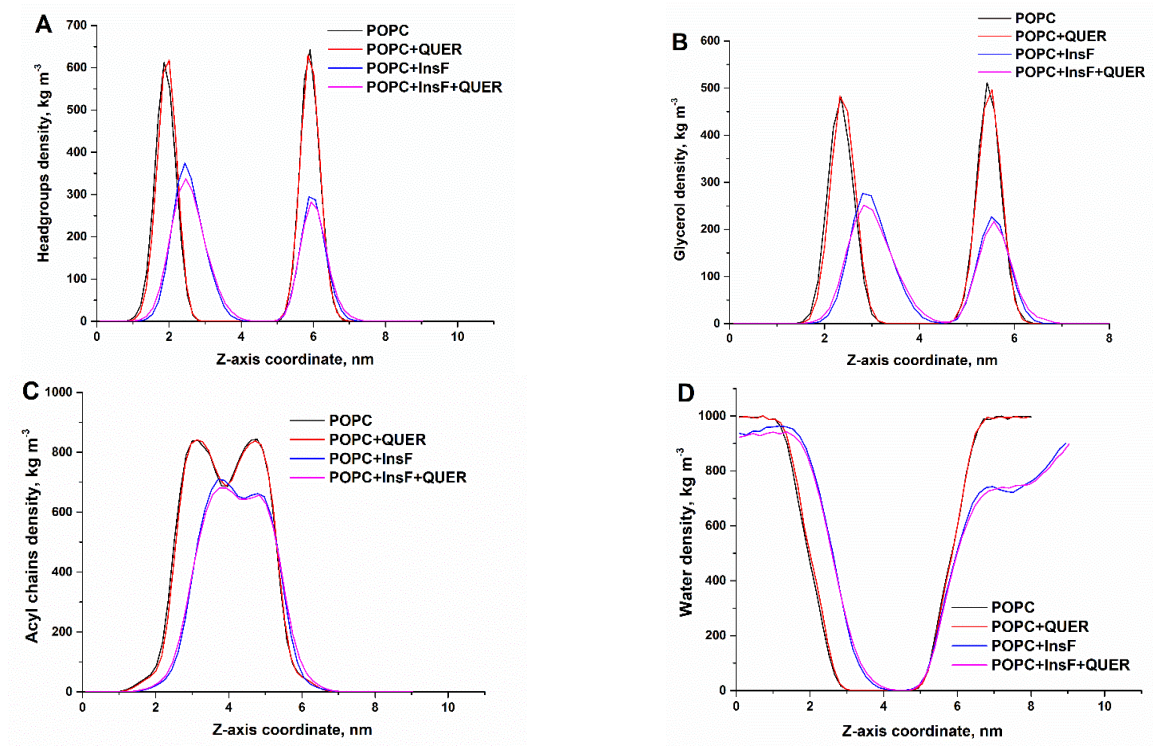 A
Headgroups density, kg m-3
700
600
500
400
300
200
100
0
0 2 4 6 8 10
Z-axis coordinate, nm
POPC
POPC+QUER
POPC+InsF
POPC+InsF+QUER
B
Glycerol density, kg m-3
600
500
400
300
200
100
0
0 2 4 6 8
Z-axis coordinate, nm
POPC
POPC+QUER
POPC+InsF
POPC+InsF+QUER
C
Acyl chains density, kg m-3
1000
800
600
400
200
0
0 2 4 6 8 10
Z-axis coordinate, nm
POPC
POPC+QUER
POPC+InsF
POPC+InsF+QUER
D
Water density, kg m-3
1000
800
600
400
200
0
0 2 4 6 8 10
Z-axis coordinate, nm
POPC
POPC+QUER
POPC+InsF
POPC+InsF+QUER